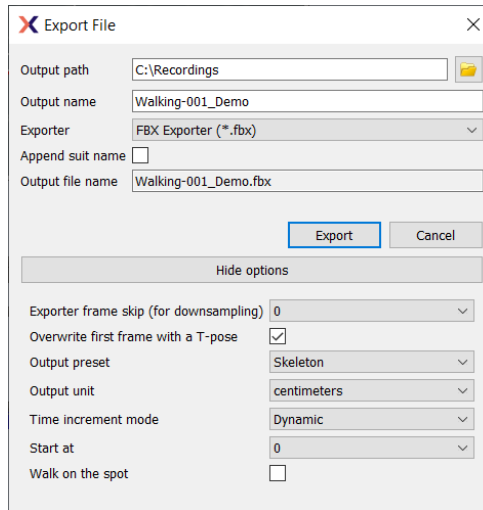 Export File
Output path C:\Recordings
Output name Walking-001_Demo
Exporter FBX Exporter (*.fbx)
Append suit name
Output file name Walking-001_Demo.fbx
Export Cancel
Hide options
Exporter frame skip (for downsampling) 0
Overwrite first frame with a T-pose
Output preset Skeleton
Output unit centimeters
Time increment mode Dynamic
Start at 0
Walk on the spot